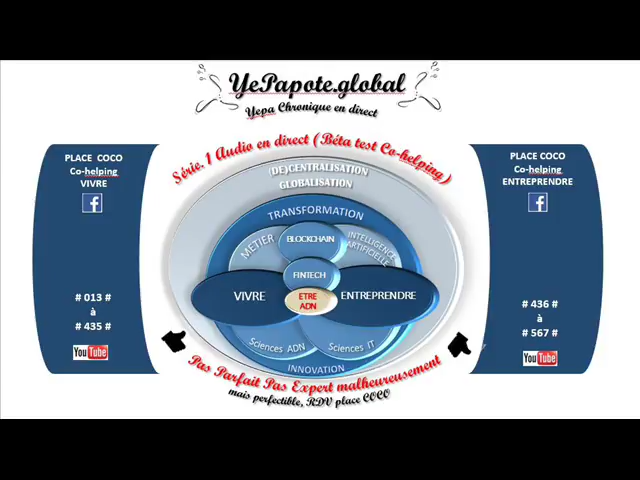 YePapote.global
Yepa Chronique en direct
Série.1 Audio en direct (Béta test Co-helping)
PLACE COCO
Co-helping
VIVRE
f
# 013 #
à
# 435 #
YouTube
(DE)CENTRALISATION
GLOBALISATION
TRANSFORMATION
METIER
BLOCKCHAIN
INTELLIGENCE
ARTIFICIELLE
FINTECH
VIVRE
ETRE
ADN
ENTREPRENDRE
Sciences ADN
Sciences IT
INNOVATION
PLACE COCO
Co-helping
ENTREPRENDRE
f
# 436 #
à
# 567 #
YouTube
Pas Parfait Pas Expert malheureusement
mais perfectible, RDV place COCO